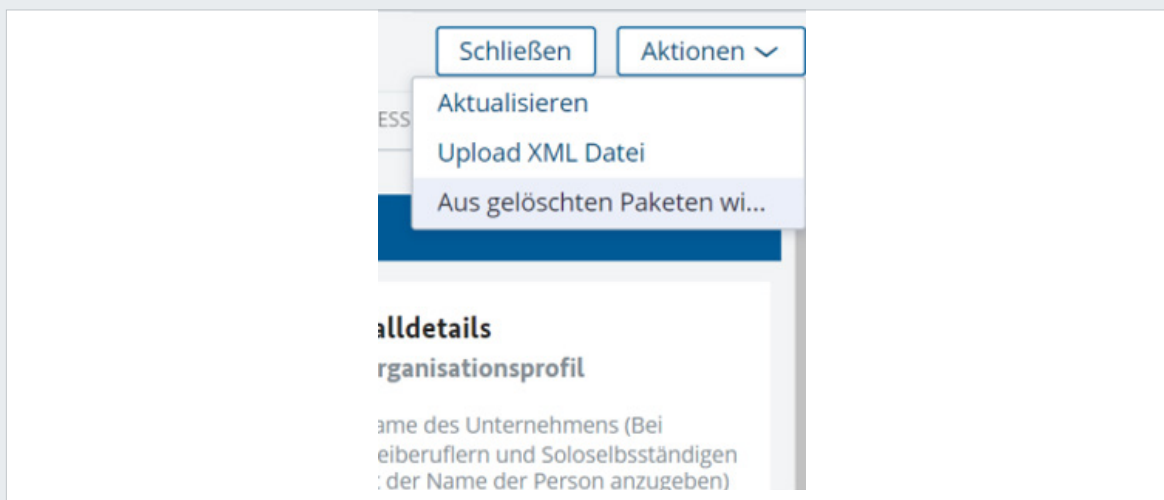 Schließen
Aktionen
Aktualisieren
ESS
Upload XML Datei
Aus gelöschten Paketen wi...
alldetails
rganisationsprofil
ame des Unternehmens (Bei
eiberuflern und Soloselbsständigen
: der Name der Person anzugeben)